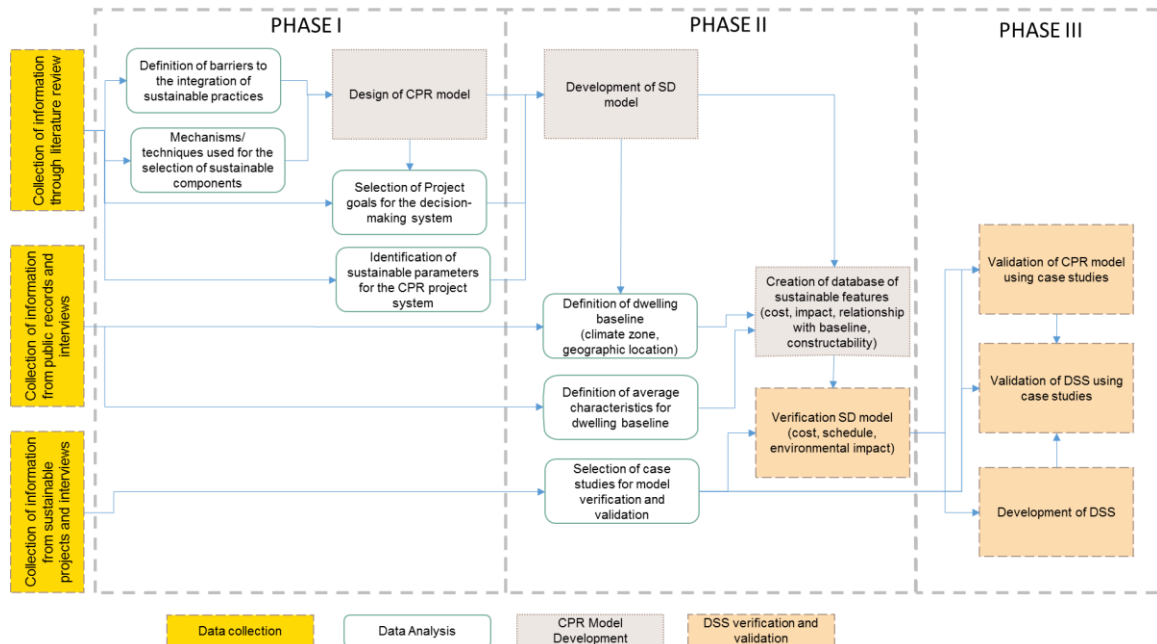 PHASE I
PHASE II
PHASE III
Collection of information
through literature review
Definition of barriers to
the integration of
sustainable practices
Mechanisms/
techniques used for the
selection of sustainable
components
Design of CPR model
Selection of Project
goals for the decision-
making system
Identification of
sustainable parameters
for the CPR project
system
Collection of information
from public records and
interviews
Collection of information
from sustainable
projects and interviews
Development of SD
model
Definition of dwelling
baseline
(climate zone,
geographic location)
Definition of average
characteristics for
dwelling baseline
Selection of case
studies for model
verification and
validation
Creation of database of
sustainable features
(cost, impact, relationship
with baseline,
constructability)
Verification SD model
(cost, schedule,
environmental impact)
Validation of CPR model
using case studies
Validation of DSS using
case studies
Development of DSS
Data collection
Data Analysis
CPR Model
Development
DSS verification and
validation